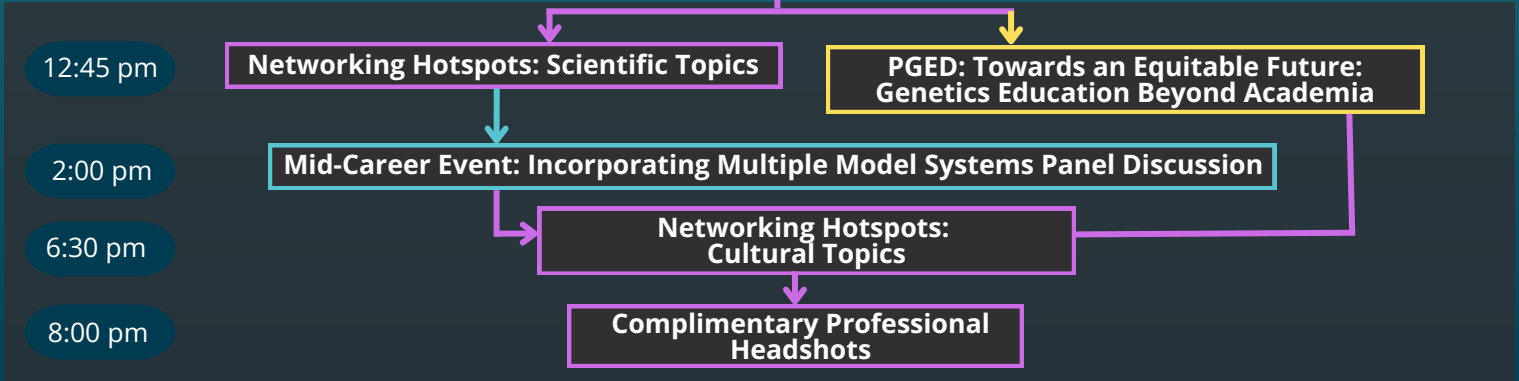 12:45 pm
Networking Hotspots: Scientific Topics
PGED: Towards an Equitable Future:
Genetics Education Beyond Academia
2:00 pm
Mid-Career Event: Incorporating Multiple Model Systems Panel Discussion
6:30 pm
Networking Hotspots:
Cultural Topics
8:00 pm
Complimentary Professional
Headshots